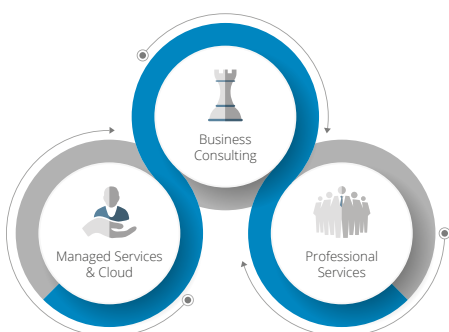 Business
Consulting
Managed Services
& Cloud
Professional
Services